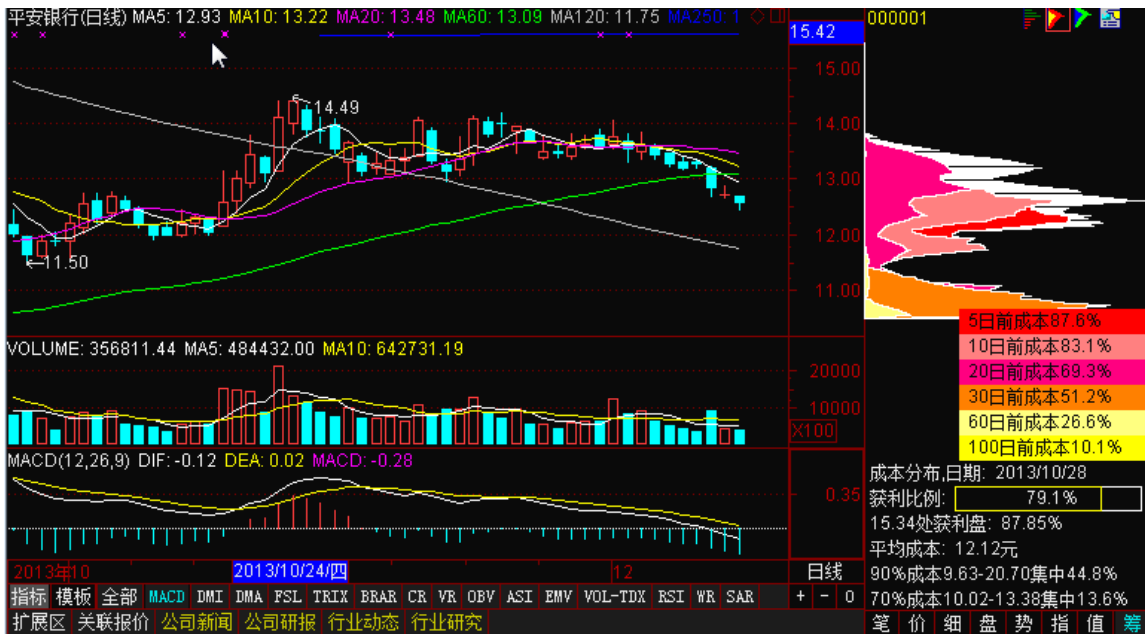 平安银行(日线) MA5: 12.93 MA10: 13.22 MA20: 13.48 MA60: 13.09 MA120: 11.75 MA250: 1
15.42
000001
15.00
14.49
14.00
13.00
12.00
11.50
11.00
5日前成本87.6%
10日前成本83.1%
20日前成本69.3%
30日前成本51.2%
60日前成本26.6%
100日前成本10.1%
VOLUME: 356811.44 MA5: 484432.00 MA10: 642731.19
20000
10000
X100
MACD(12,26,9) DIF: -0.12 DEA: 0.02 MACD: -0.28
0.35
成本分布,日期: 2013/10/28
获利比例: 79.1%
15.34处获利盘: 87.85%
平均成本: 12.12元
90%成本9.63-20.70集中44.8%
70%成本10.02-13.38集中13.6%
2013年10 2013/10/24/四 12 日线
指标 模板 全部 MACD DMI DMA FSL TRIX BRAR CR VR OBV ASI EMV VOL-TDX RSI WR SAR + - 0
扩展区 关联报价 公司新闻 公司研报 行业动态 行业研究 笔 价 细 盘 势 指 值 筹